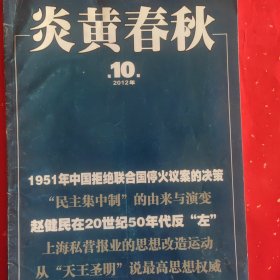 炎黄春秋
第10期
2012年
1951年中国拒绝联合国停火议案的决策
“民主集中制”的由来与演变
赵健民在20世纪50年代反“左”
上海私营报业的思想改造运动
从“天王圣明”说最高思想权威